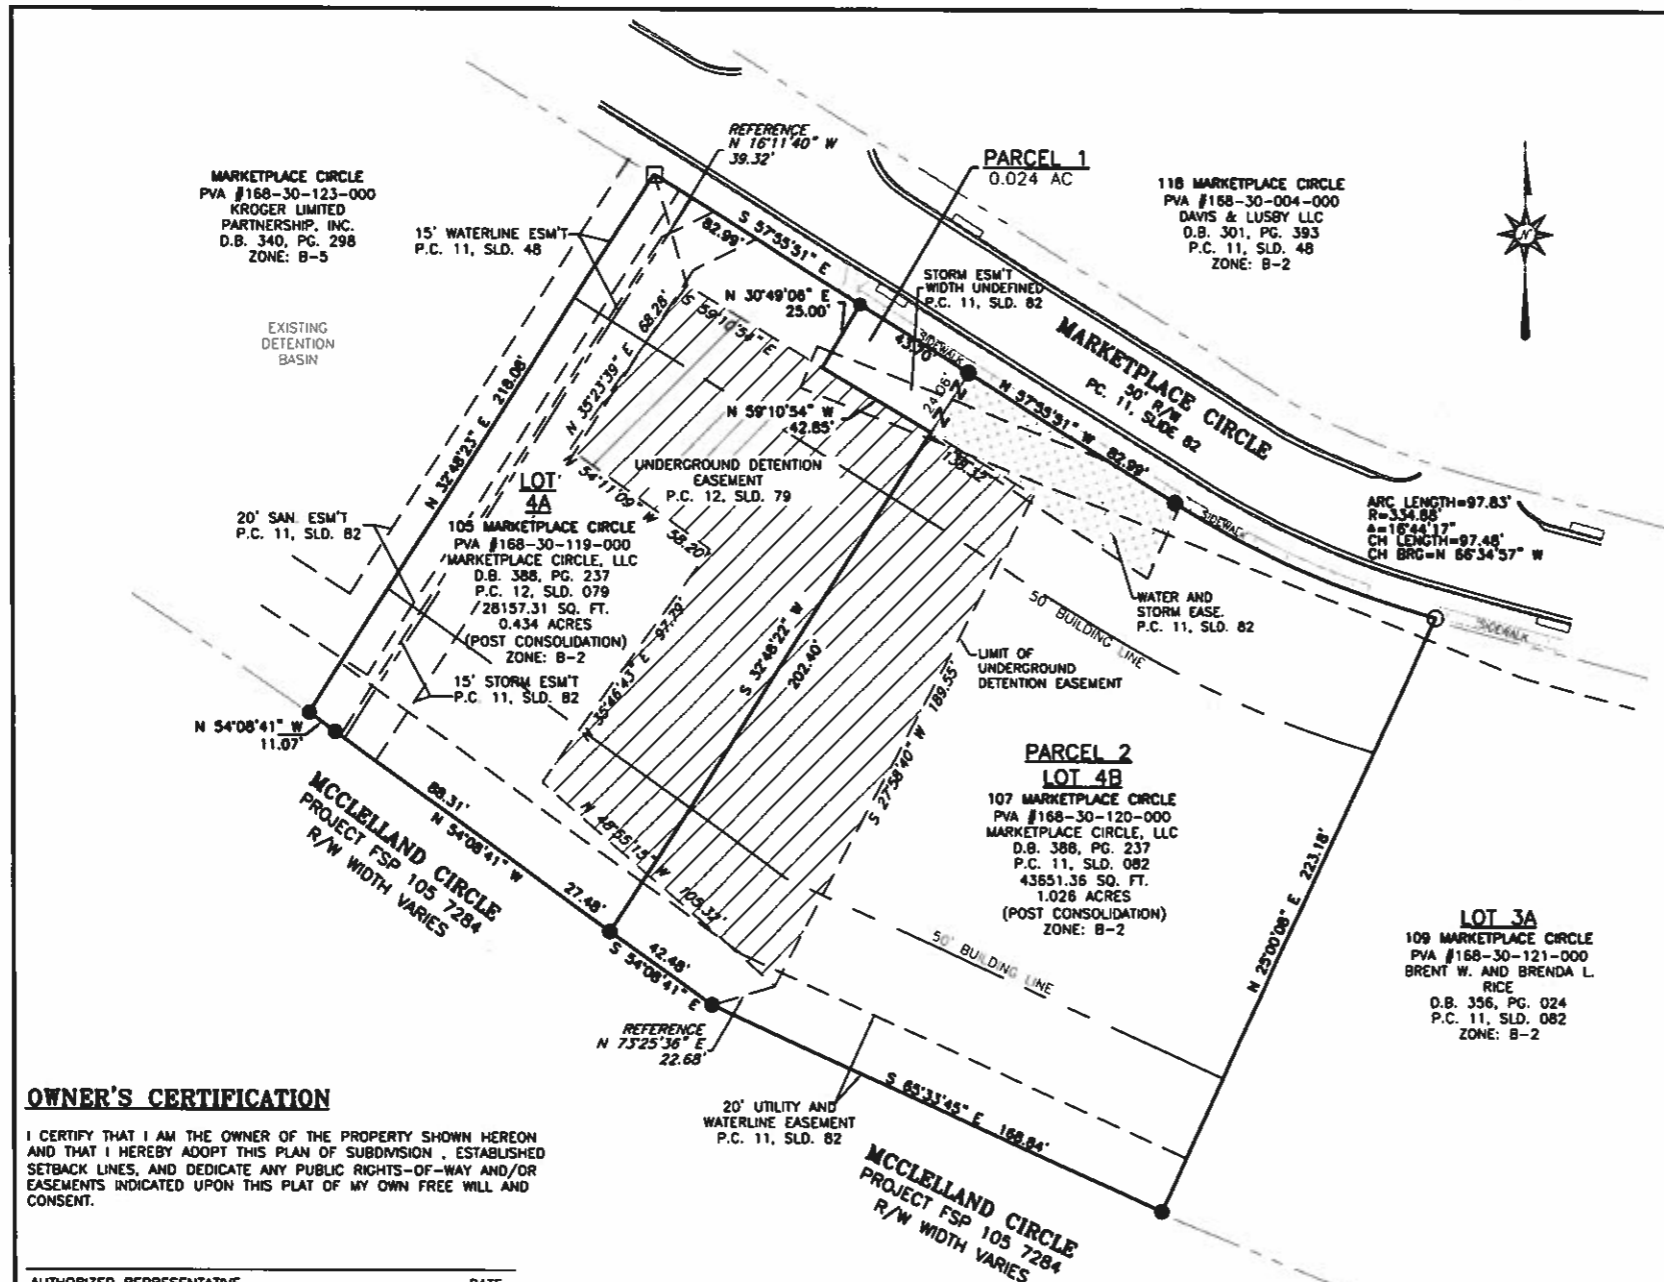 REFERENCE
N 16°11'40" W
39.32'
MARKETPLACE CIRCLE
PVA #168-30-123-000
KROGER LIMITED
PARTNERSHIP, INC.
D.B. 340, PG. 298
ZONE: B-5
15' WATERLINE ESM'T
P.C. 11, SLD. 48
PARCEL 1
0.024 AC
118 MARKETPLACE CIRCLE
PVA #168-30-004-000
DAVIS & LUSBY LLC
D.B. 301, PG. 393
P.C. 11, SLD. 48
ZONE: B-2
N
S 57°55'51" E
82.99'
STORM ESM'T
WIDTH UNDEFINED
P.C. 11, SLD. 82
N 30°49'08" E
25.00'
EXISTING
DETENTION
BASIN
S 59°10'54" E
N 35°23'39" E 68.28'
SIDEWALK
43.70'
24.06'
N
N
MARKETPLACE CIRCLE
50' R/W
PC. 11, SLIDE 82
N 57°55'51" W 82.99'
N 59°10'54" W
42.85'
138.32'
N 32°48'23" E 218.08'
UNDERGROUND DETENTION
EASEMENT
P.C. 12, SLD. 79
N 54°11'09" W 58.20'
LOT
4A
105 MARKETPLACE CIRCLE
PVA #168-30-119-000
MARKETPLACE CIRCLE, LLC
D.B. 388, PG. 237
P.C. 12, SLD. 079
28157.31 SQ. FT.
0.434 ACRES
(POST CONSOLIDATION)
ZONE: B-2
20' SAN. ESM'T
P.C. 11, SLD. 82
15' STORM ESM'T
P.C. 11, SLD. 82
ARC LENGTH=97.83'
R=334.88'
Δ=16°44'17"
CH LENGTH=97.48'
CH BRG=N 66°34'57" W
SIDEWALK
SIDEWALK
WATER AND
STORM EASE.
P.C. 11, SLD. 82
50' BUILDING LINE
LIMIT OF
UNDERGROUND
DETENTION EASEMENT
S 32°48'22" W
202.40'
N 35°46'43" E 97.79'
S 27°58'40" W 189.55'
N 54°08'41" W
11.07'
88.31'
N 54°08'41" W
27.48'
MCCLELLAND CIRCLE
PROJECT FSP 105 7284
R/W WIDTH VARIES
N 48°55'15" W 105.37'
PARCEL 2
LOT 4B
107 MARKETPLACE CIRCLE
PVA #168-30-120-000
MARKETPLACE CIRCLE, LLC
D.B. 388, PG. 237
P.C. 11, SLD. 082
43651.36 SQ. FT.
1.026 ACRES
(POST CONSOLIDATION)
ZONE: B-2
N 25°00'08" E 223.18'
LOT 3A
109 MARKETPLACE CIRCLE
PVA #168-30-121-000
BRENT W. AND BRENDA L.
RICE
D.B. 356, PG. 024
P.C. 11, SLD. 082
ZONE: B-2
50' BUILDING LINE
42.48'
S 54°08'41" E
REFERENCE
N 73°25'36" E
22.68'
20' UTILITY AND
WATERLINE EASEMENT
P.C. 11, SLD. 82
S 65°33'45" E 168.84'
MCCLELLAND CIRCLE
PROJECT FSP 105 7284
R/W WIDTH VARIES
OWNER'S CERTIFICATION
I CERTIFY THAT I AM THE OWNER OF THE PROPERTY SHOWN HEREON
AND THAT I HEREBY ADOPT THIS PLAN OF SUBDIVISION , ESTABLISHED
SETBACK LINES, AND DEDICATE ANY PUBLIC RIGHTS-OF-WAY AND/OR
EASEMENTS INDICATED UPON THIS PLAT OF MY OWN FREE WILL AND
CONSENT.
AUTHORIZED REPRESENTATIVE DATE